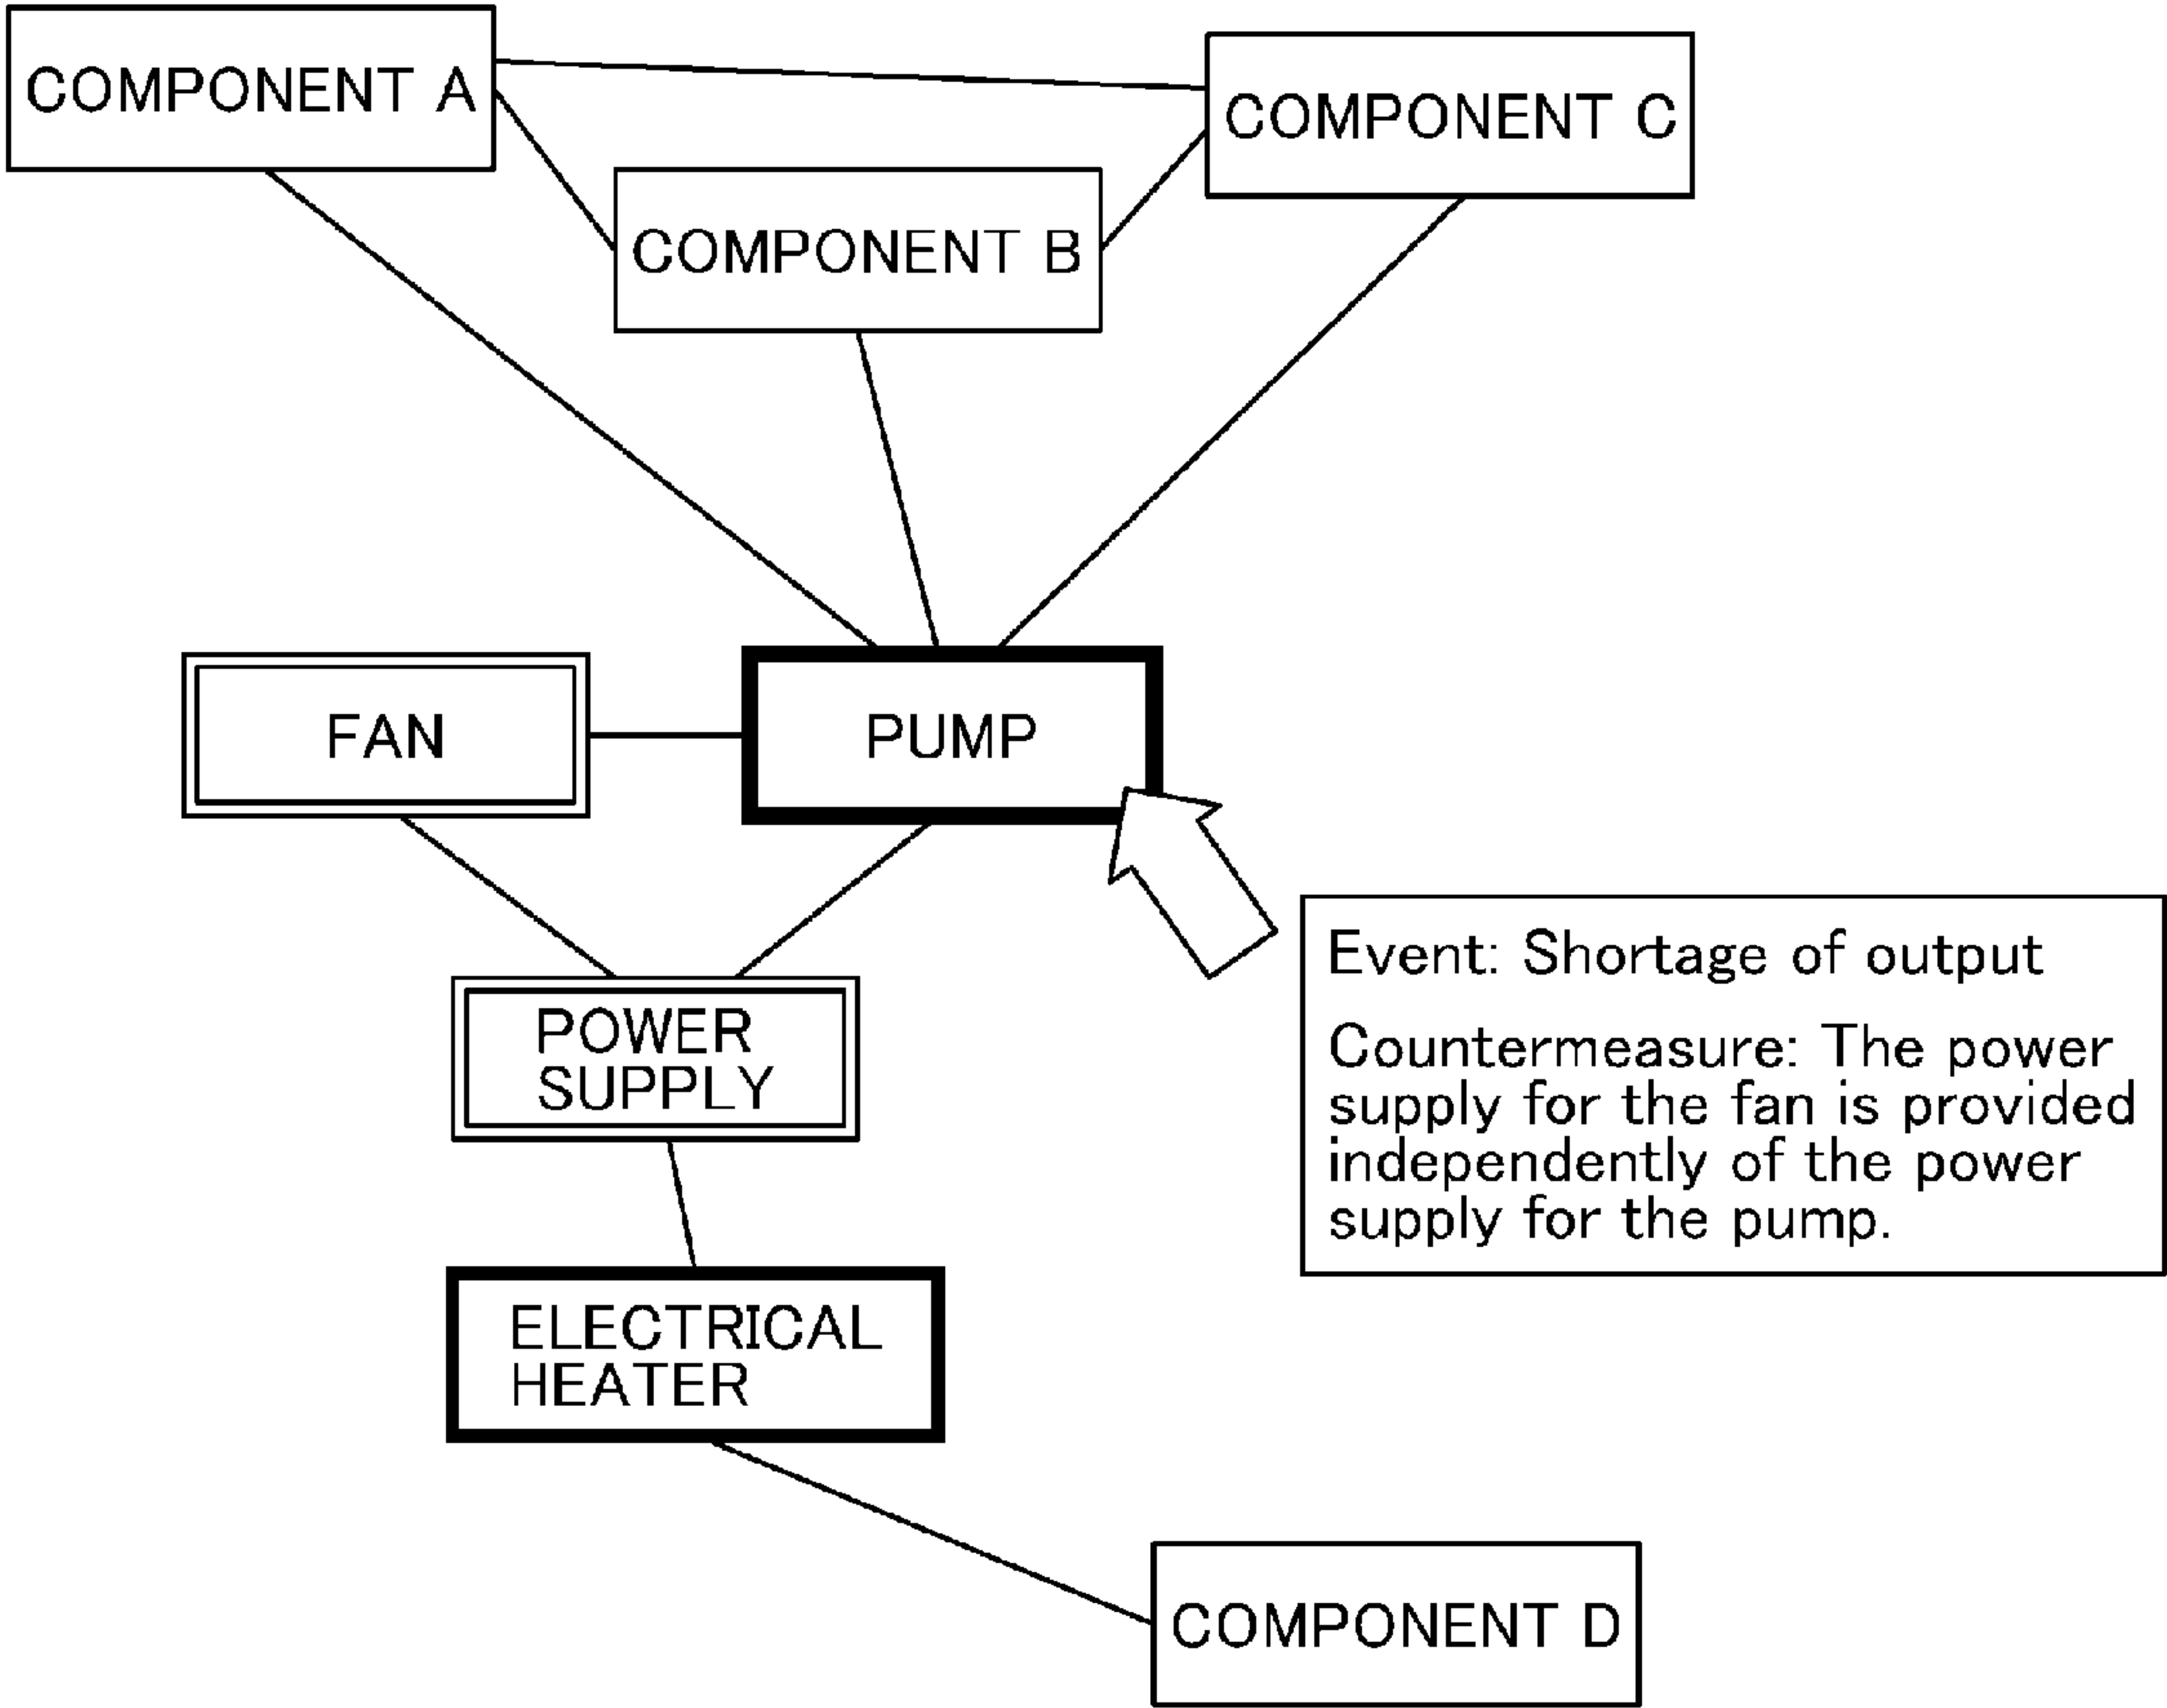 COMPONENT A
COMPONENT C
COMPONENT B
FAN
PUMP
Event: Shortage of output
Countermeasure: The power
supply for the fan is provided
independently of the power
supply for the pump.
POWER
SUPPLY
ELECTRICAL
HEATER
COMPONENT D